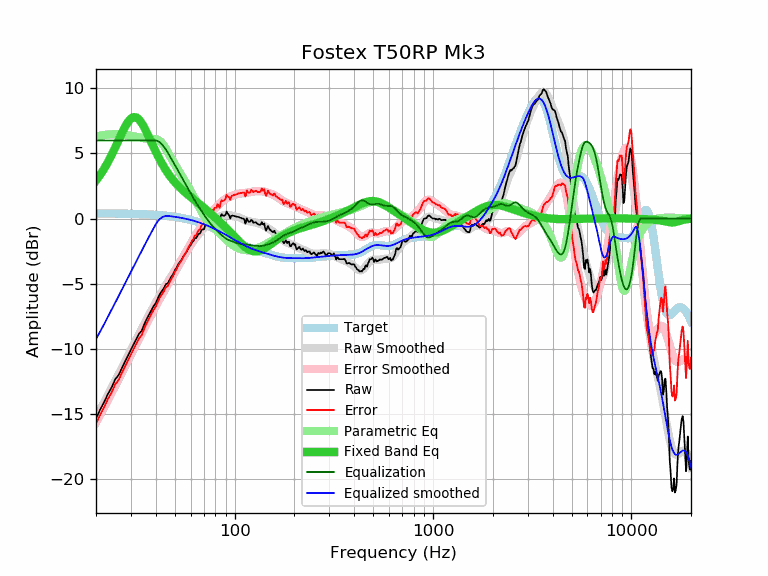 Fostex T50RP Mk3
Amplitude (dBr)
10
5
0
−5
−10
−15
−20
Target
Raw Smoothed
Error Smoothed
Raw
Error
Parametric Eq
Fixed Band Eq
Equalization
Equalized smoothed
100 1000 10000
Frequency (Hz)